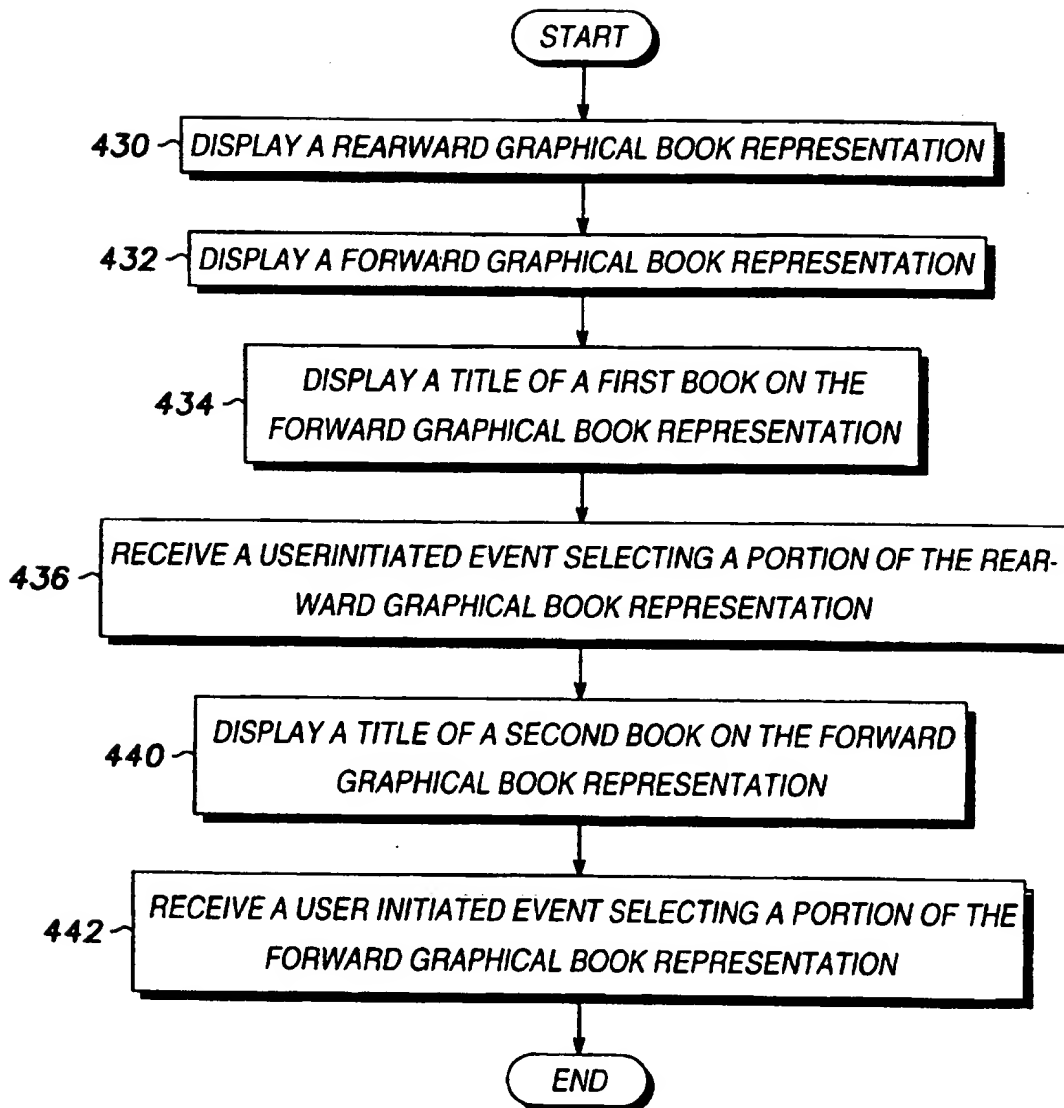 START
430 DISPLAY A REARWARD GRAPHICAL BOOK REPRESENTATION
432 DISPLAY A FORWARD GRAPHICAL BOOK REPRESENTATION
DISPLAY A TITLE OF A FIRST BOOK ON THE
434
FORWARD GRAPHICAL BOOK REPRESENTATION
RECEIVE A USERINITIATED EVENT SELECTING A PORTION OF THE REAR-
436
WARD GRAPHICAL BOOK REPRESENTATION
DISPLAY A TITLE OF A SECOND BOOK ON THE FORWARD
440
GRAPHICAL BOOK REPRESENTATION
RECEIVE A USER INITIATED EVENT SELECTING A PORTION OF THE
442
FORWARD GRAPHICAL BOOK REPRESENTATION
END